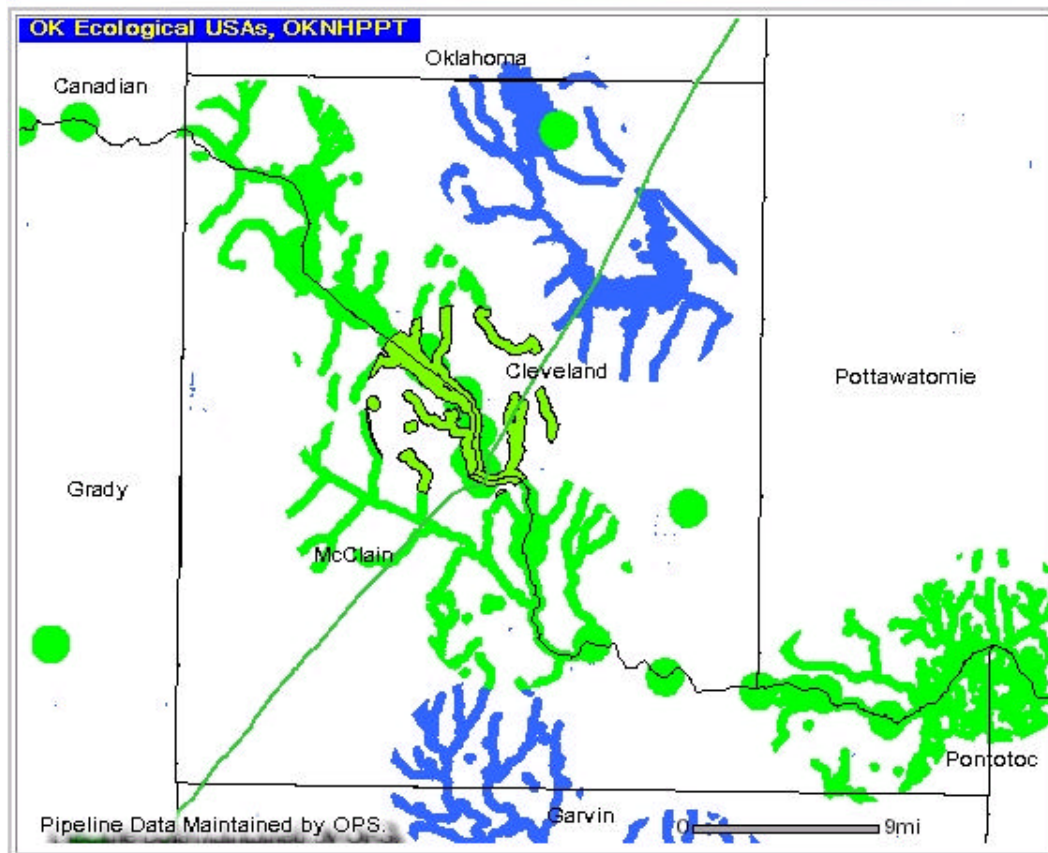 OK Ecological USAs, OKNHPPT
Oklahoma
Canadian
Cleveland
Pottawatomie
Grady
McClain
Pontotoc
Garvin
Pipeline Data Maintained by OPS.
0 9mi